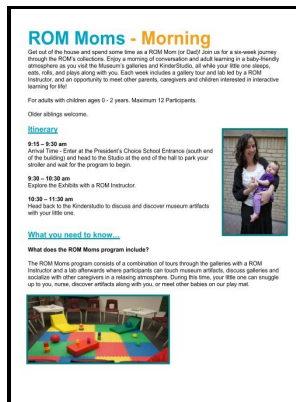 ROM Moms - Morning
Get out of the house and spend some time as a ROM Mom (or Dad)! Join us for a six-week journey
through the ROM's collections. Enjoy a morning of conversation and adult learning in a baby-friendly
atmosphere as you visit the Museum's galleries and KinderStudio, all while your little one sleeps,
eats, rolls, and plays along with you. Each week includes a gallery tour and lab led by a ROM
Instructor, and an opportunity to meet other parents, caregivers and children interested in interactive
learning for life!
For adults with children ages 0 - 2 years. Maximum 12 Participants.
Older siblings welcome.
Itinerary
9:15 – 9:30 am
Arrival Time - Enter at the President's Choice School Entrance (south end
of the building) and head to the Studio at the end of the hall to park your
stroller and wait for the program to begin.
9:30 – 10:30 am
Explore the Exhibits with a ROM Instructor.
10:30 – 11:30 am
Head back to the Kinderstudio to discuss and discover museum artifacts
with your little one.
What you need to know…
What does the ROM Moms program include?
The ROM Moms program consists of a combination of tours through the galleries with a ROM
Instructor and a lab afterwards where participants can touch museum artifacts, discuss galleries and
socialize with other caregivers in a relaxing atmosphere. During this time, your little one can snuggle
up to you, nurse, discover artifacts along with you, or meet other babies on our play mat.